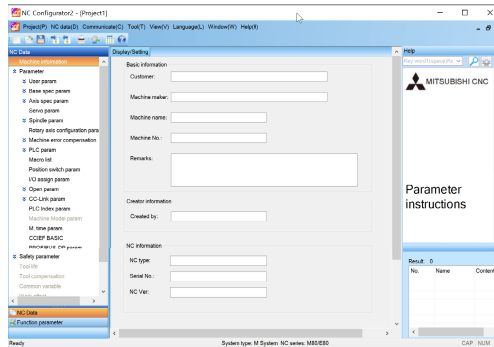 NC Configurator2 - [Project1]
Project(P) NC data(D) Communicate(C) Tool(T) View(V) Language(L) Window(W) Help(H)
NC Data
Machine information
Parameter
User param
Base spec param
Axis spec param
Servo param
Spindle param
Rotary axis configuration para
Machine error compensation
PLC param
Macro list
Position switch param
I/O assign param
Open param
CC-Link param
PLC Index param
Machine Model param
M. time param
CCIEF BASIC
PROFIBUS DP param
Safety parameter
Tool life
Tool compensation
Common variable
Work offset
NC Data
Function parameter
Display/Setting
Basic information
Customer:
Machine maker:
Machine name:
Machine No.:
Remarks:
Creator information
Created by:
NC information
NC type:
Serial No.:
NC Ver:
Help
MITSUBISHI CNC
Parameter
instructions
Result: 0
No. Name Content
Ready System type: M System NC series: M80/E80 CAP NUM